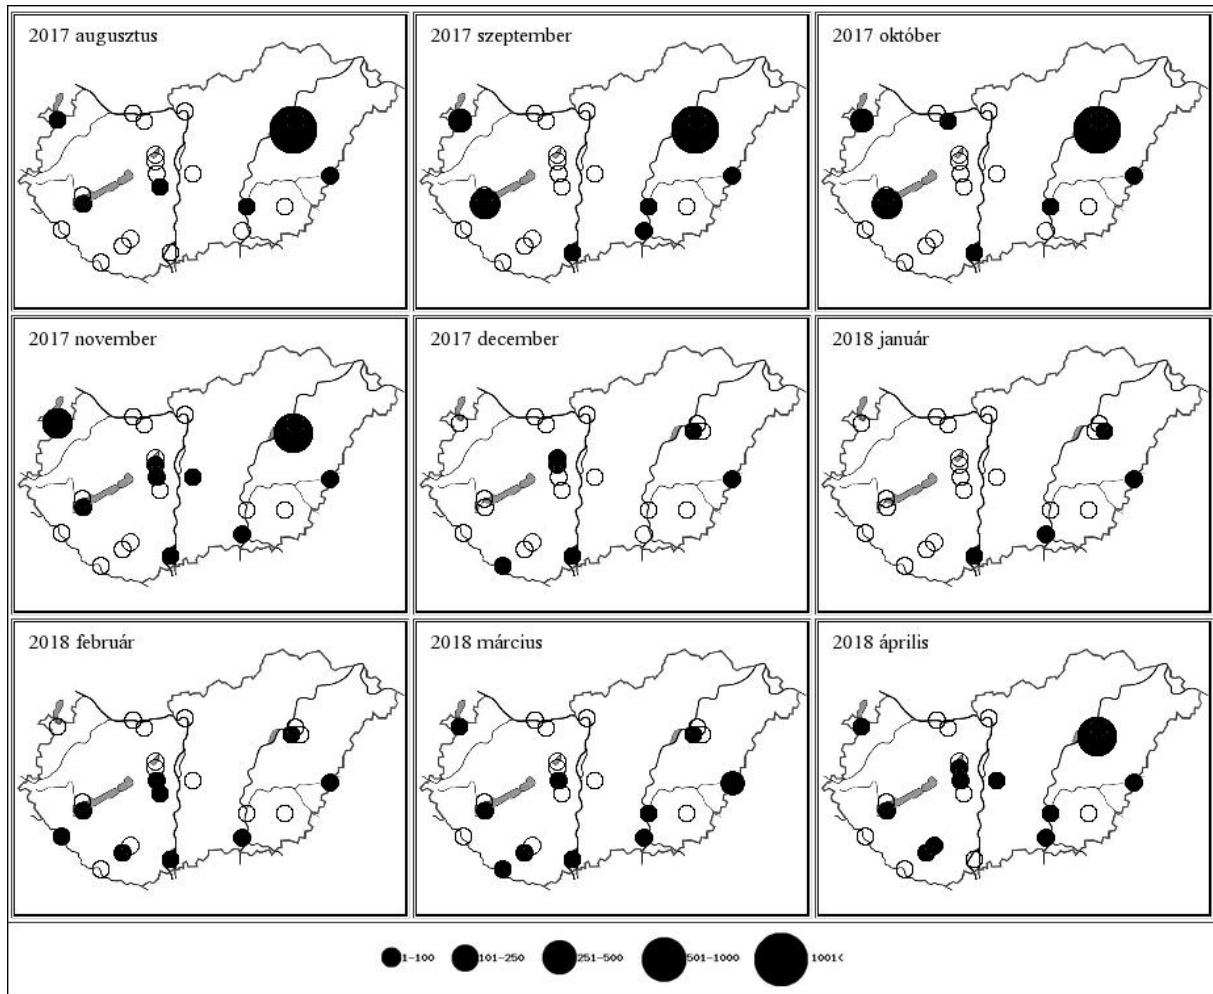 2017 augusztus
2017 szeptember
2017 október
2017 november
2017 december
2018 január
2018 február
2018 március
2018 április
1-100
101-250
251-500
501-1000
1001<